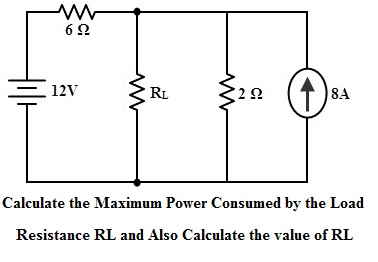 6 Ω
12V
RL
2 Ω
8A
Calculate the Maximum Power Consumed by the Load
Resistance RL and Also Calculate the value of RL